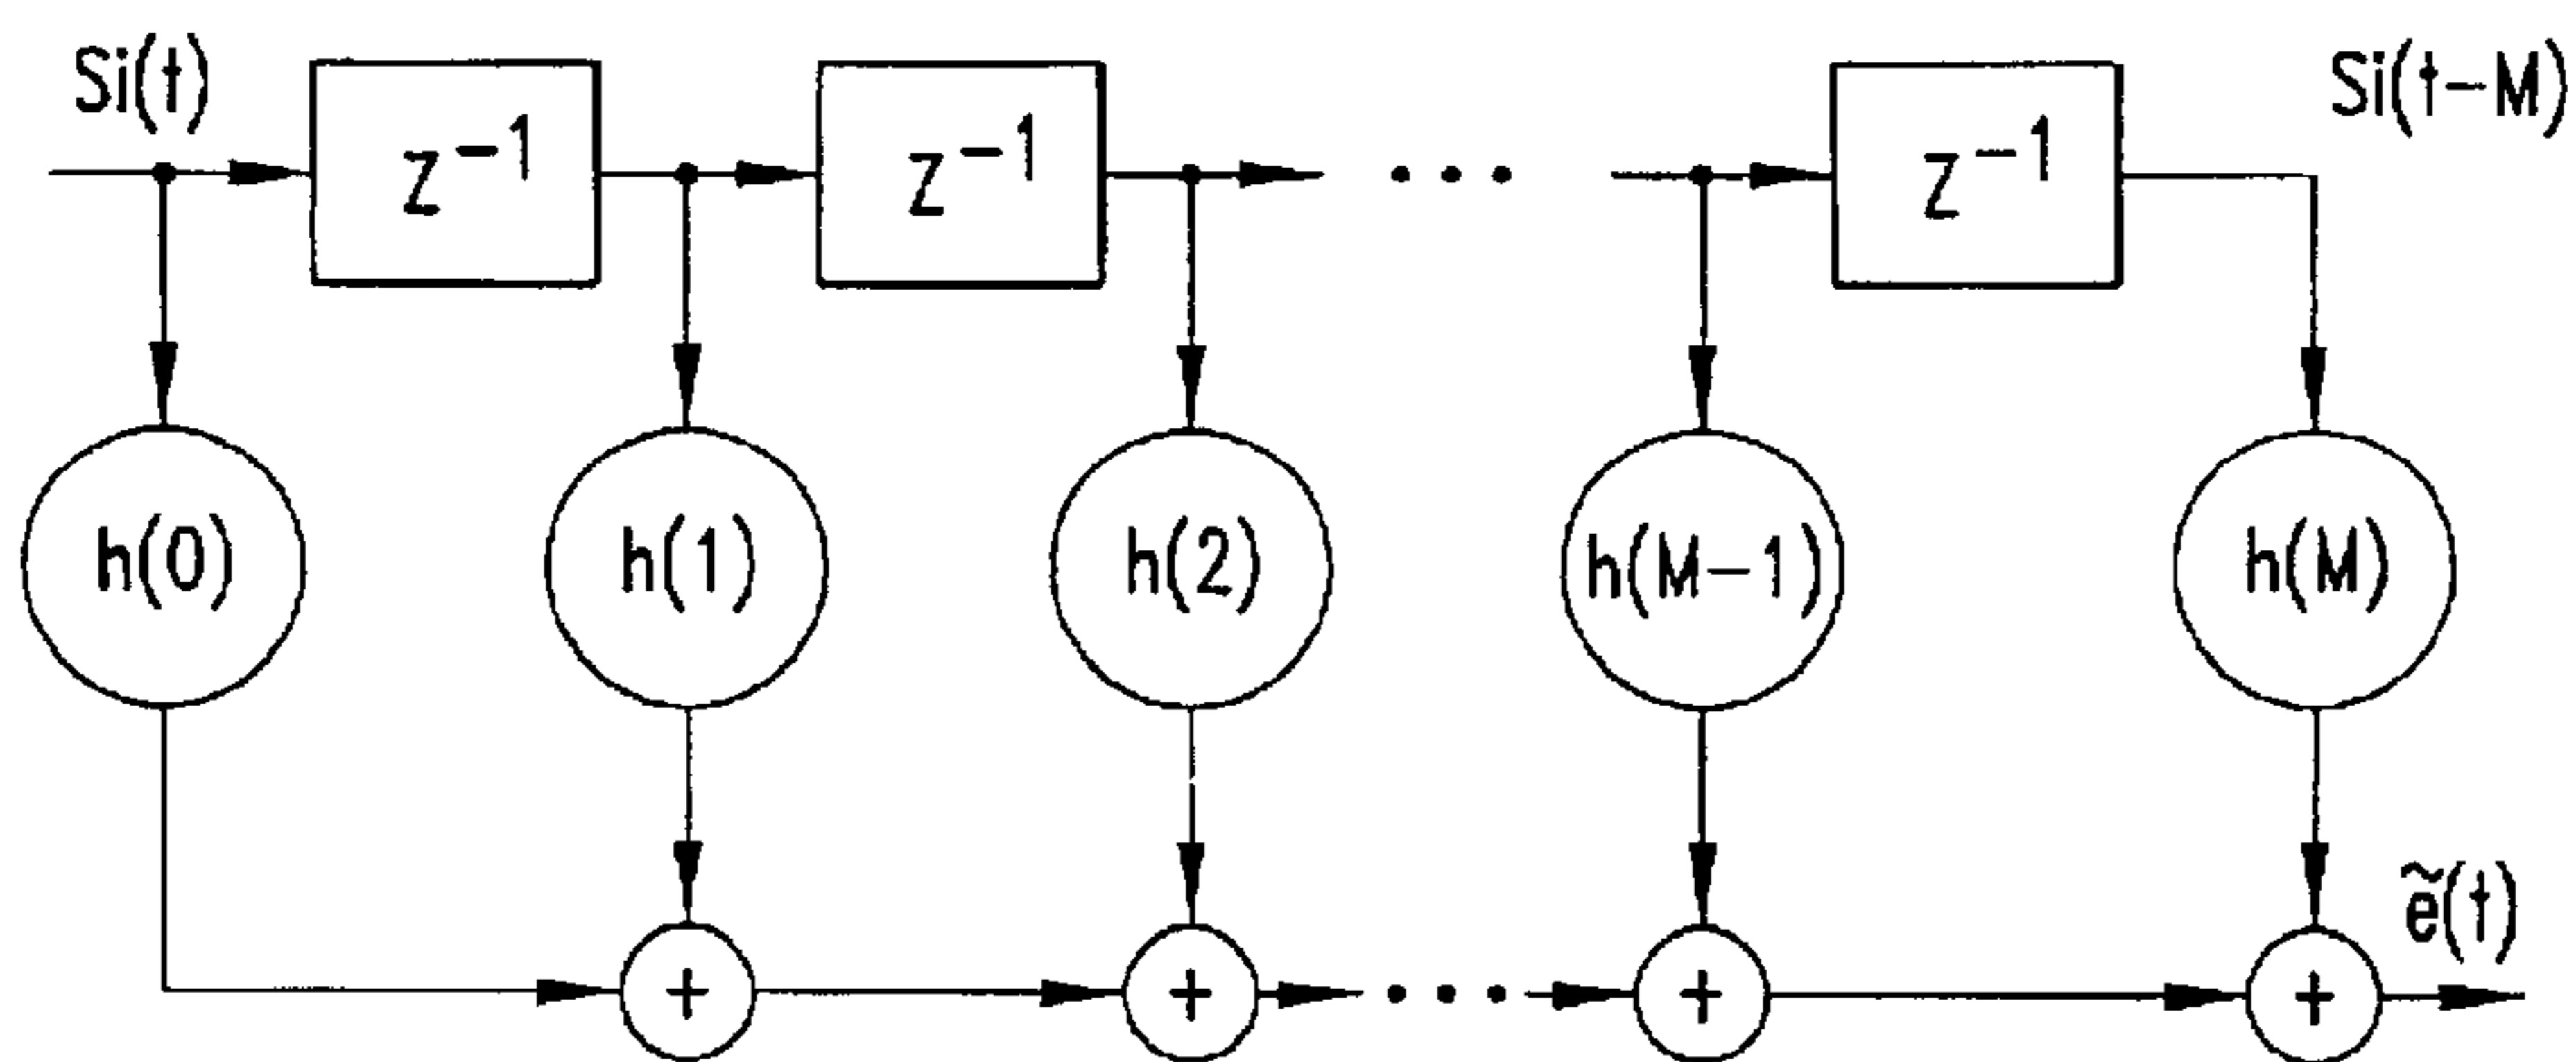 Si(t)
z⁻¹
z⁻¹
• • •
z⁻¹
Si(t−M)
h(0)
h(1)
h(2)
h(M−1)
h(M)
+
+
• • •
+
+
ẽ(t)